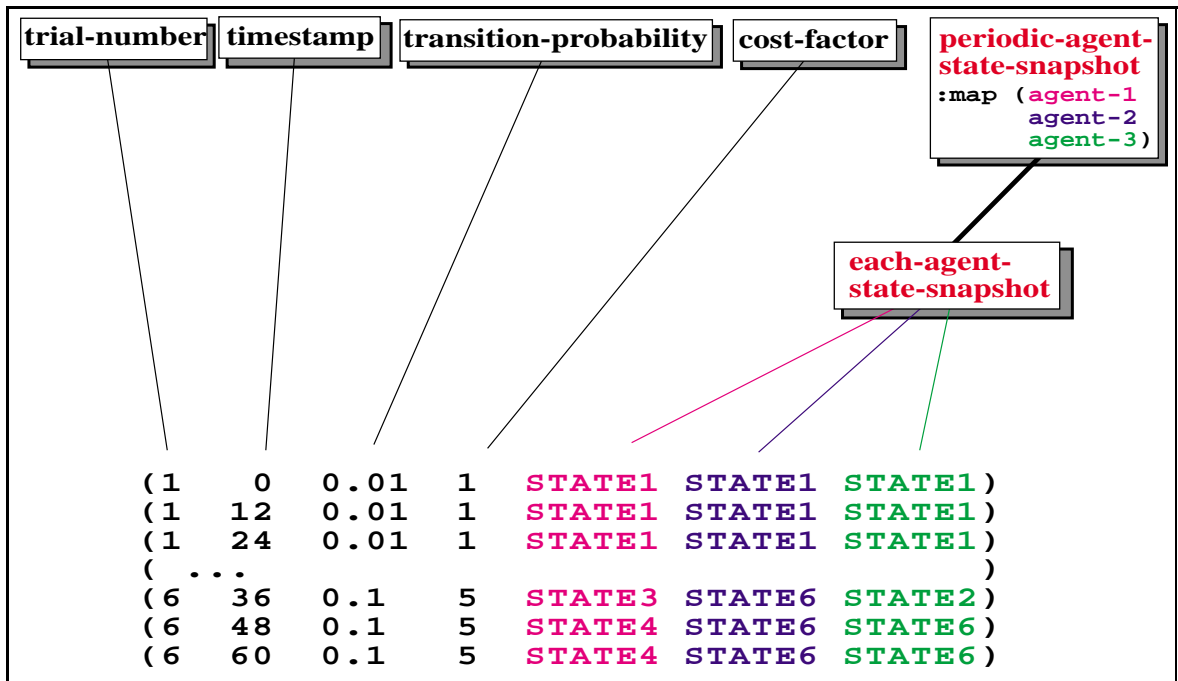 trial-number
timestamp
transition-probability
cost-factor
periodic-agent-
state-snapshot
:map (agent-1
agent-2
agent-3)
each-agent-
state-snapshot
(1 0 0.01 1 STATE1 STATE1 STATE1)
(1 12 0.01 1 STATE1 STATE1 STATE1)
(1 24 0.01 1 STATE1 STATE1 STATE1)
( ... )
(6 36 0.1 5 STATE3 STATE6 STATE2)
(6 48 0.1 5 STATE4 STATE6 STATE6)
(6 60 0.1 5 STATE4 STATE6 STATE6)